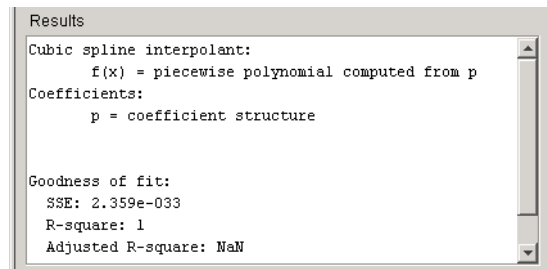 Results
Cubic spline interpolant:
f(x) = piecewise polynomial computed from p
Coefficients:
p = coefficient structure
Goodness of fit:
SSE: 2.359e-033
R-square: 1
Adjusted R-square: NaN